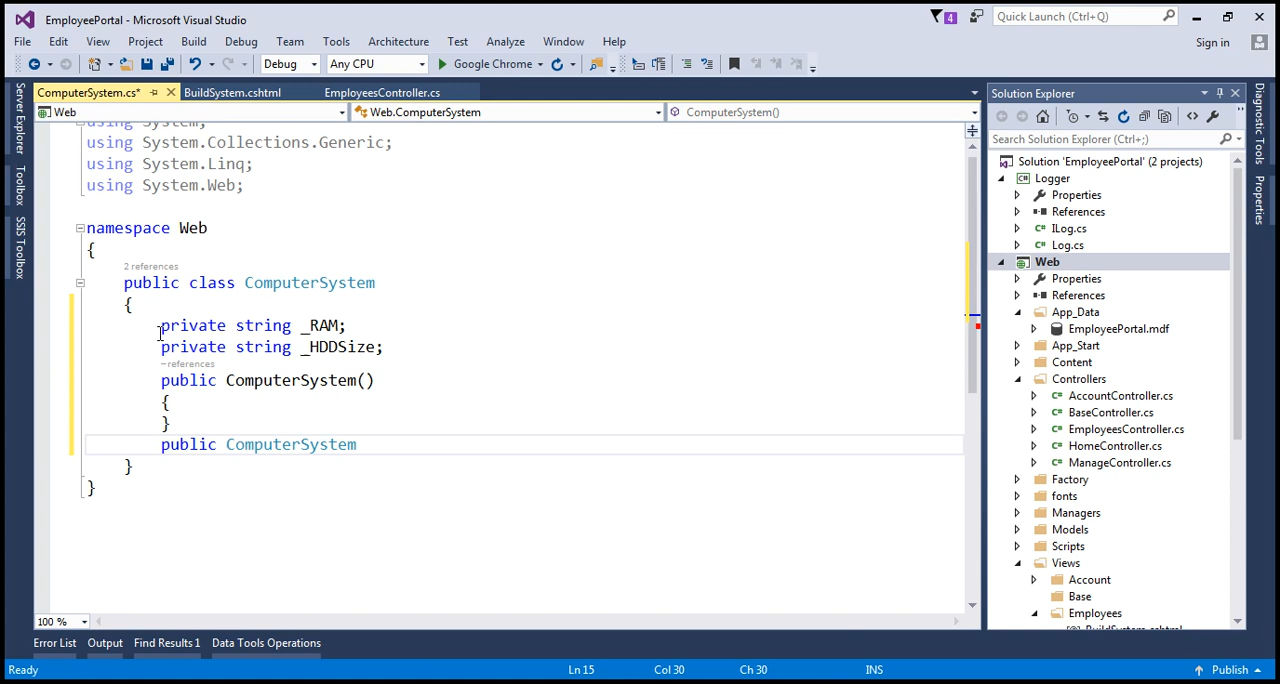 EmployeePortal - Microsoft Visual Studio
4
Quick Launch (Ctrl+Q)
File Edit View Project Build Debug Team Tools Architecture Test Analyze Window Help
Sign in
Debug Any CPU Google Chrome
ComputerSystem.cs* BuildSystem.cshtml EmployeesController.cs
Web Web.ComputerSystem ComputerSystem()
Server Explorer
Toolbox
SSIS Toolbox
using System;
using System.Collections.Generic;
using System.Linq;
using System.Web;
namespace Web
{
2 references
public class ComputerSystem
{
private string _RAM;
private string _HDDSize;
– references
public ComputerSystem()
{
}
public ComputerSystem
}
}
100 %
Solution Explorer
Search Solution Explorer (Ctrl+;)
Solution 'EmployeePortal' (2 projects)
Logger
Properties
References
ILog.cs
Log.cs
Web
Properties
References
App_Data
EmployeePortal.mdf
App_Start
Content
Controllers
AccountController.cs
BaseController.cs
EmployeesController.cs
HomeController.cs
ManageController.cs
Factory
fonts
Managers
Models
Scripts
Views
Account
Base
Employees
BuildSystem.cshtml
Diagnostic Tools
Properties
Error List Output Find Results 1 Data Tools Operations
Ready Ln 15 Col 30 Ch 30 INS Publish